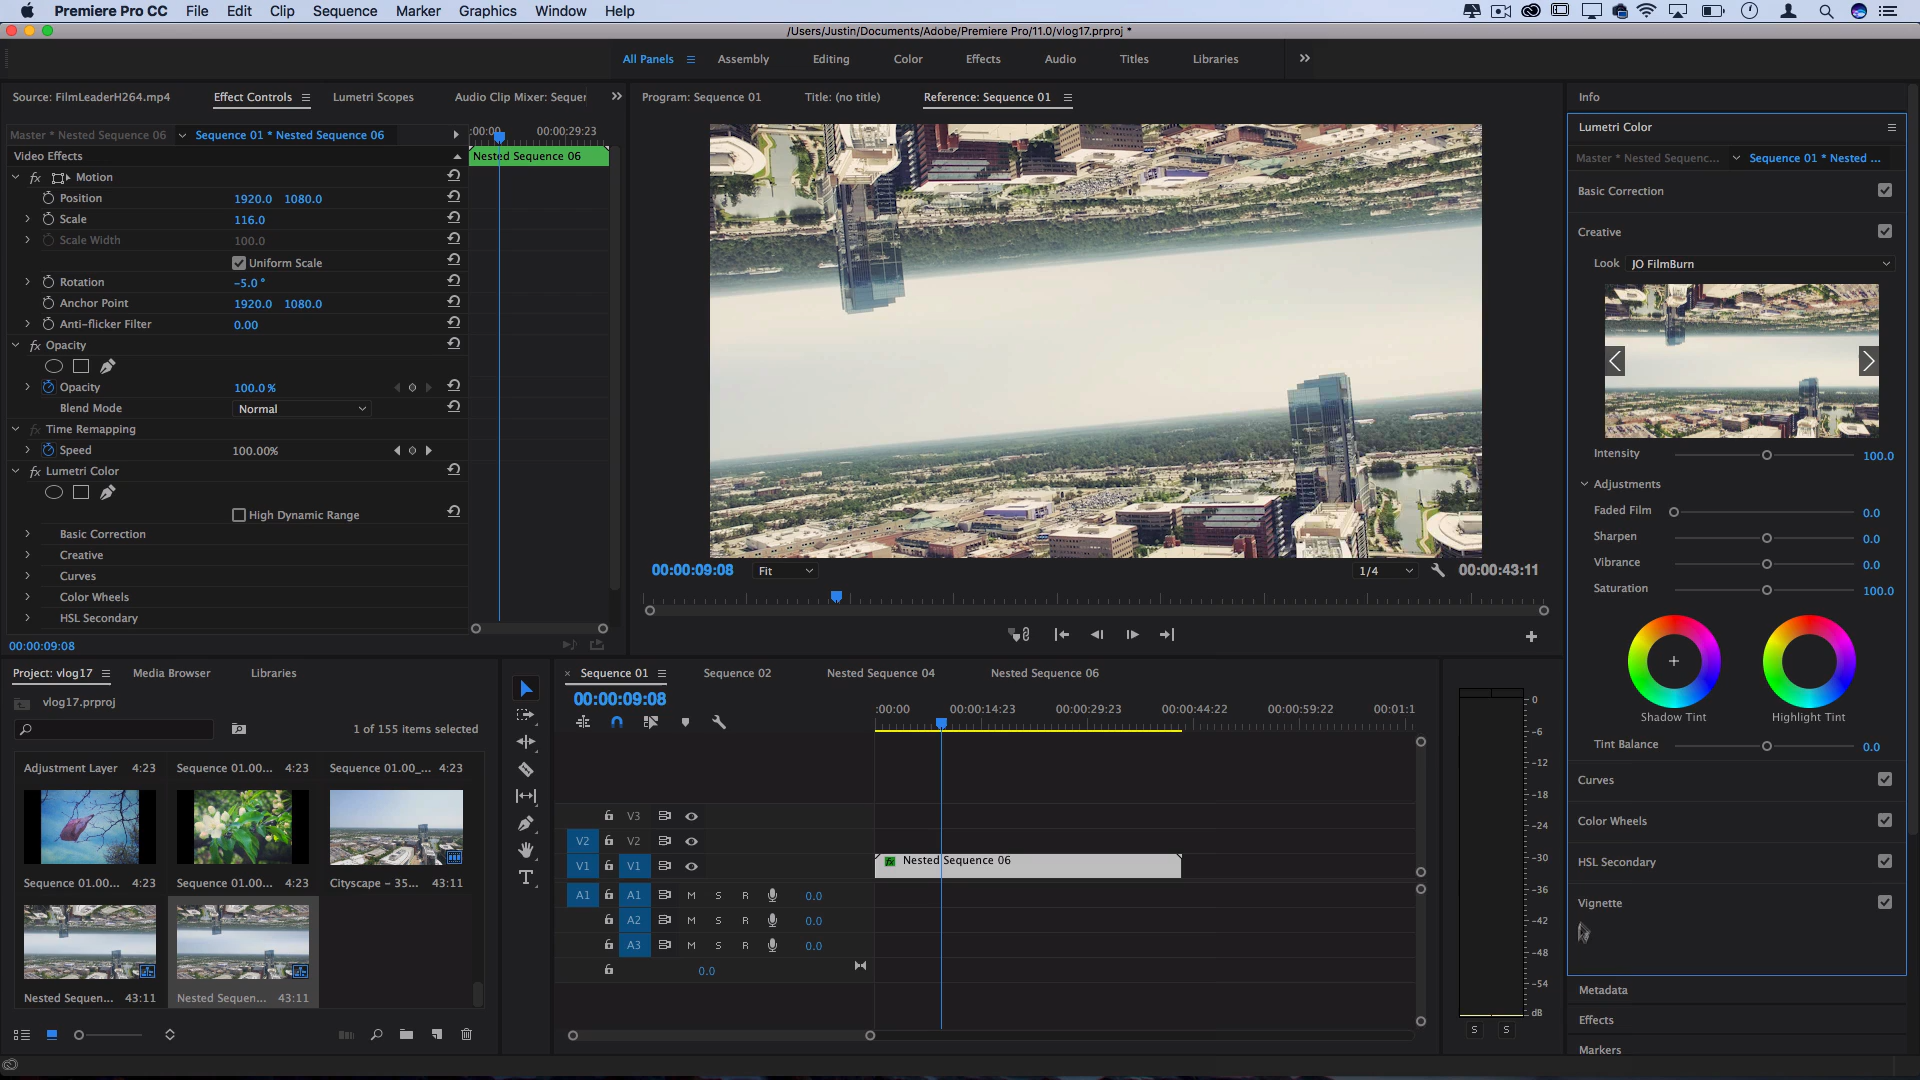 Premiere Pro CC File Edit Clip Sequence Marker Graphics Window Help
/Users/Justin/Documents/Adobe/Premiere Pro/11.0/vlog17.prproj *
All Panels Assembly Editing Color Effects Audio Titles Libraries
Source: FilmLeaderH264.mp4 Effect Controls Lumetri Scopes Audio Clip Mixer: Sequer
Program: Sequence 01 Title: (no title) Reference: Sequence 01
Info
Master * Nested Sequence 06 Sequence 01 * Nested Sequence 06
:00:00 00:00:29:23
Video Effects
Nested Sequence 06
fx Motion
Position 1920.0 1080.0
Scale 116.0
Scale Width 100.0
Uniform Scale
Rotation -5.0 °
Anchor Point 1920.0 1080.0
Anti-flicker Filter 0.00
fx Opacity
Opacity 100.0 %
Blend Mode Normal
fx Time Remapping
Speed 100.00%
fx Lumetri Color
High Dynamic Range
Basic Correction
Creative
Curves
Color Wheels
HSL Secondary
00:00:09:08
00:00:09:08 Fit 1/4 00:00:43:11
Lumetri Color
Master * Nested Sequenc... Sequence 01 * Nested ...
Basic Correction
Creative
Look JO FilmBurn
Intensity 100.0
Adjustments
Faded Film 0.0
Sharpen 0.0
Vibrance 0.0
Saturation 100.0
Shadow Tint Highlight Tint
Tint Balance 0.0
Curves
Color Wheels
HSL Secondary
Vignette
Metadata
Effects
Markers
Project: vlog17 Media Browser Libraries
vlog17.prproj
1 of 155 items selected
Adjustment Layer 4:23 Sequence 01.00... 4:23 Sequence 01.00_... 4:23
Sequence 01.00... 4:23 Sequence 01.00... 4:23 Cityscape - 35... 43:11
Nested Sequen... 43:11 Nested Sequen... 43:11
T
× Sequence 01 Sequence 02 Nested Sequence 04 Nested Sequence 06
00:00:09:08
:00:00 00:00:14:23 00:00:29:23 00:00:44:22 00:00:59:22 00:01:1
V3
V2 V2
V1 V1
fx Nested Sequence 06
A1 A1 M S R 0.0
A2 M S R 0.0
A3 M S R 0.0
0.0
0
-6
-12
-18
-24
-30
-36
-42
-48
-54
dB
S S